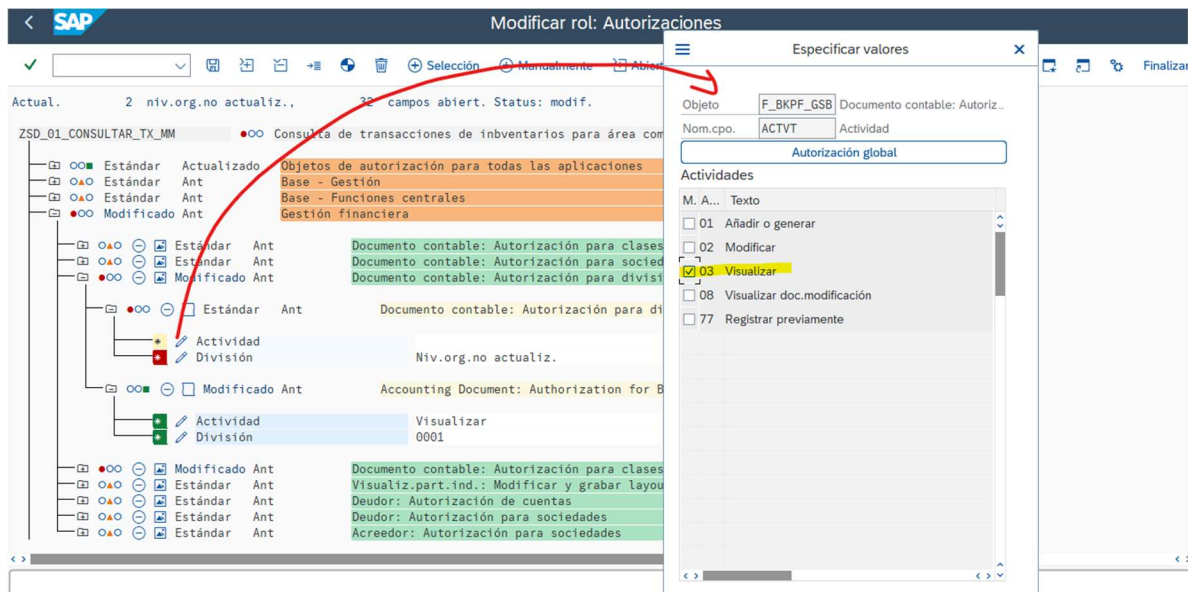 SAP Modificar rol: Autorizaciones
Selección Manualmente Abiert Finalizar
Actual. 2 niv.org.no actualiz., 32 campos abiert. Status: modif.
ZSD_01_CONSULTAR_TX_MM Consulta de transacciones de inbventarios para área com
Estándar Actualizado Objetos de autorización para todas las aplicaciones
Estándar Ant Base - Gestión
Estándar Ant Base - Funciones centrales
Modificado Ant Gestión financiera
Estándar Ant Documento contable: Autorización para clases
Estándar Ant Documento contable: Autorización para socied
Modificado Ant Documento contable: Autorización para divisi
Estándar Ant Documento contable: Autorización para di
Actividad
División Niv.org.no actualiz.
Modificado Ant Accounting Document: Authorization for B
Actividad Visualizar
División 0001
Modificado Ant Documento contable: Autorización para clases
Estándar Ant Visualiz.part.ind.: Modificar y grabar layou
Estándar Ant Deudor: Autorización de cuentas
Estándar Ant Deudor: Autorización para sociedades
Estándar Ant Acreedor: Autorización para sociedades
Especificar valores
Objeto F_BKPF_GSB Documento contable: Autoriz…
Nom.cpo. ACTVT Actividad
Autorización global
Actividades
M. A... Texto
01 Añadir o generar
02 Modificar
03 Visualizar
08 Visualizar doc.modificación
77 Registrar previamente